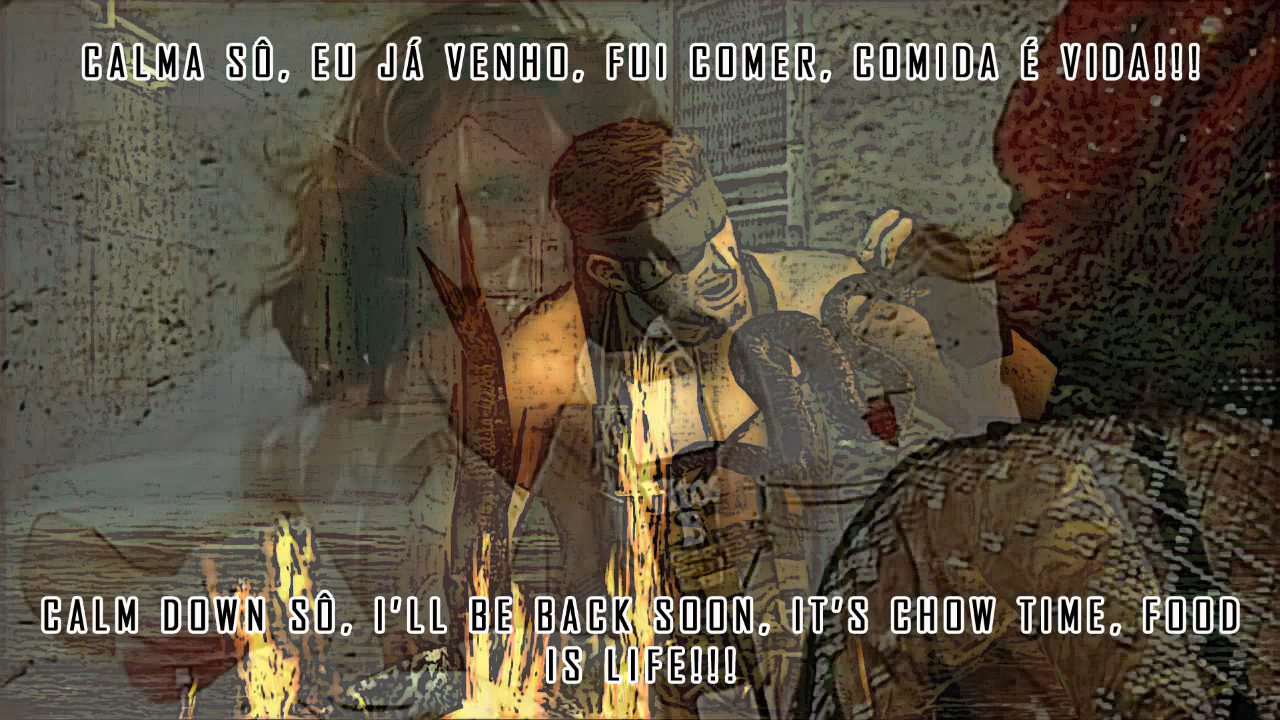 CALMA SÔ, EU JÁ VENHO, FUI COMER, COMIDA É VIDA!!!
CALM DOWN SÔ, I'LL BE BACK SOON, IT'S CHOW TIME, FOOD
IS LIFE!!!